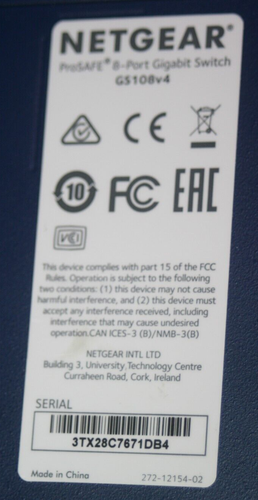 NETGEAR®
ProSAFE® 8-Port Gigabit Switch
GS108v4
CE
10 FC EAC
VCI
This device complies with part 15 of the FCC
Rules. Operation is subject to the following
two conditions: (1) this device may not cause
harmful interference, and (2) this device must
accept any interference received, including
interference that may cause undesired
operation.CAN ICES-3 (B)/NMB-3(B)
NETGEAR INTL LTD
Building 3, University Technology Centre
Curraheen Road, Cork, Ireland
SERIAL
3TX28C7671DB4
Made in China 272-12154-02